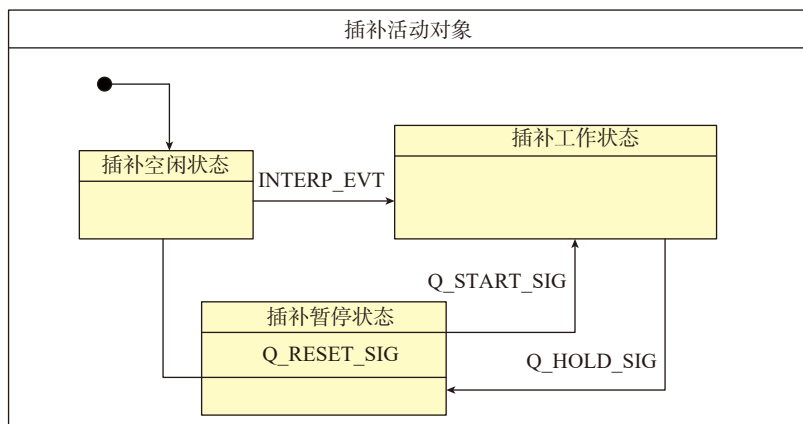 插补活动对象
插补工作状态
插补空闲状态
INTERP_EVT
Q_START_SIG
插补暂停状态
Q_RESET_SIG
Q_HOLD_SIG